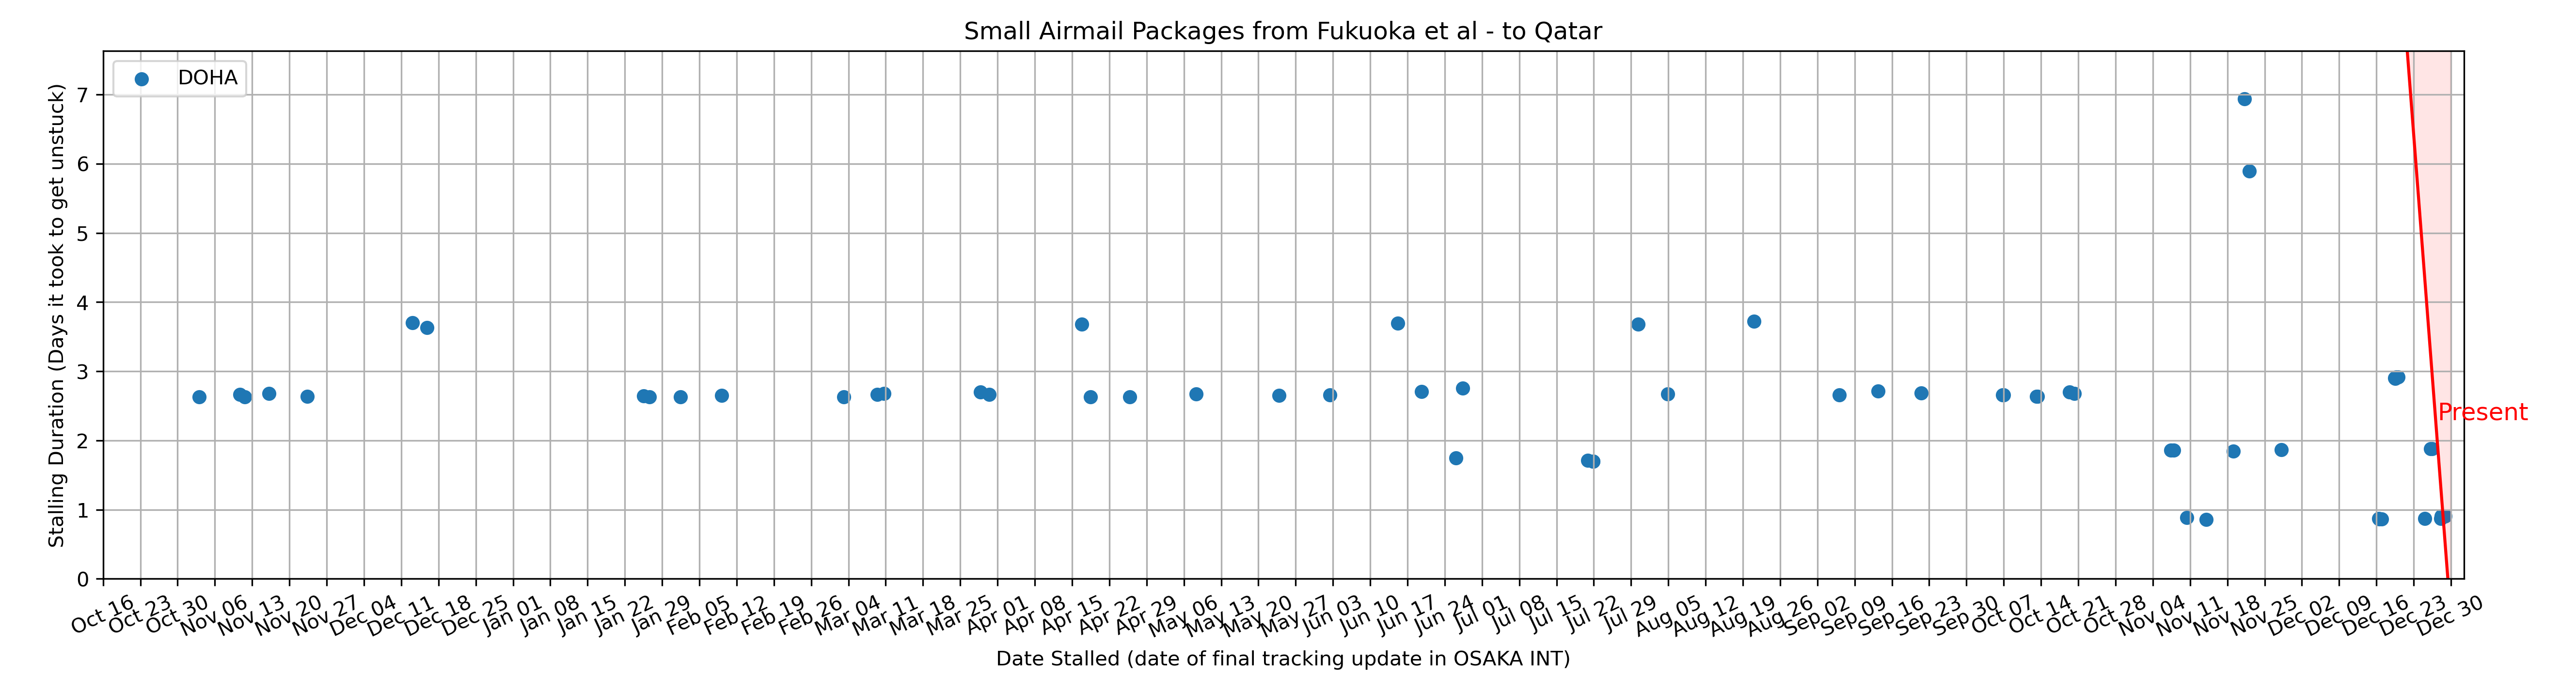 Small Airmail Packages from Fukuoka et al - to Qatar
DOHA
Stalling Duration (Days it took to get unstuck)
7
6
5
4
3
2
1
0
Present
Oct 16
Oct 23
Oct 30
Nov 06
Nov 13
Nov 20
Nov 27
Dec 04
Dec 11
Dec 18
Dec 25
Jan 01
Jan 08
Jan 15
Jan 22
Jan 29
Feb 05
Feb 12
Feb 19
Feb 26
Mar 04
Mar 11
Mar 18
Mar 25
Apr 01
Apr 08
Apr 15
Apr 22
Apr 29
May 06
May 13
May 20
May 27
Jun 03
Jun 10
Jun 17
Jun 24
Jul 01
Jul 08
Jul 15
Jul 22
Jul 29
Aug 05
Aug 12
Aug 19
Aug 26
Sep 02
Sep 09
Sep 16
Sep 23
Sep 30
Oct 07
Oct 14
Oct 21
Oct 28
Nov 04
Nov 11
Nov 18
Nov 25
Dec 02
Dec 09
Dec 16
Dec 23
Dec 30
Date Stalled (date of final tracking update in OSAKA INT)